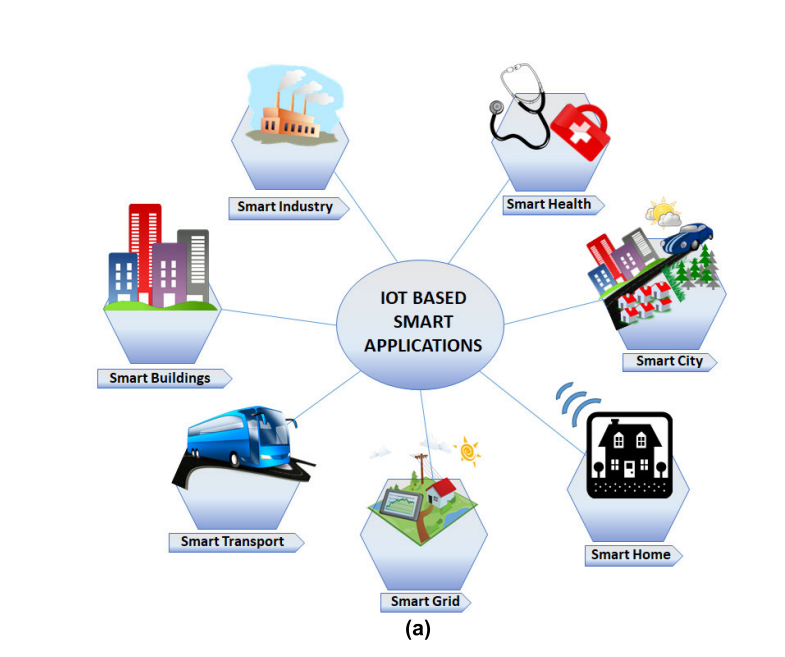 Smart Industry
Smart Health
IOT BASED
SMART
APPLICATIONS
Smart Buildings
Smart City
Smart Transport
Smart Home
Smart Grid
(a)